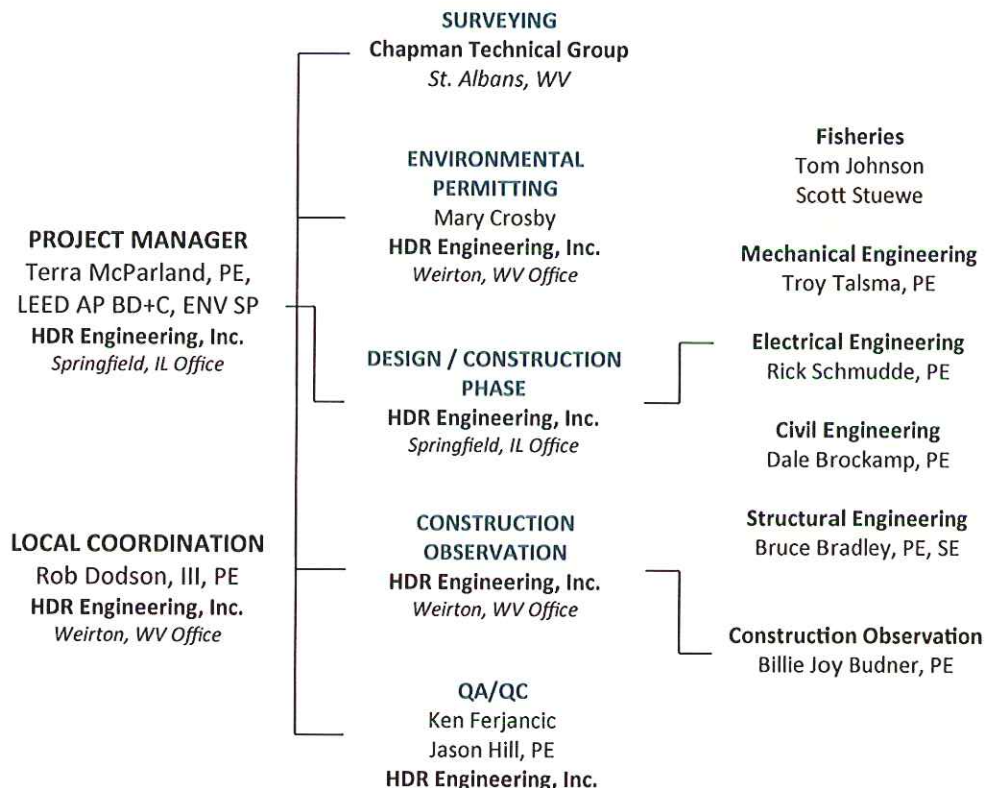 SURVEYING
Chapman Technical Group
St. Albans, WV
ENVIRONMENTAL
PERMITTING
Mary Crosby
HDR Engineering, Inc.
Weirton, WV Office
PROJECT MANAGER
Terra McParland, PE,
LEED AP BD+C, ENV SP
HDR Engineering, Inc.
Springfield, IL Office
DESIGN / CONSTRUCTION
PHASE
HDR Engineering, Inc.
Springfield, IL Office
LOCAL COORDINATION
Rob Dodson, III, PE
HDR Engineering, Inc.
Weirton, WV Office
CONSTRUCTION
OBSERVATION
HDR Engineering, Inc.
Weirton, WV Office
QA/QC
Ken Ferjancic
Jason Hill, PE
HDR Engineering, Inc.
Fisheries
Tom Johnson
Scott Stuewe
Mechanical Engineering
Troy Talsma, PE
Electrical Engineering
Rick Schmudde, PE
Civil Engineering
Dale Brockamp, PE
Structural Engineering
Bruce Bradley, PE, SE
Construction Observation
Billie Joy Budner, PE